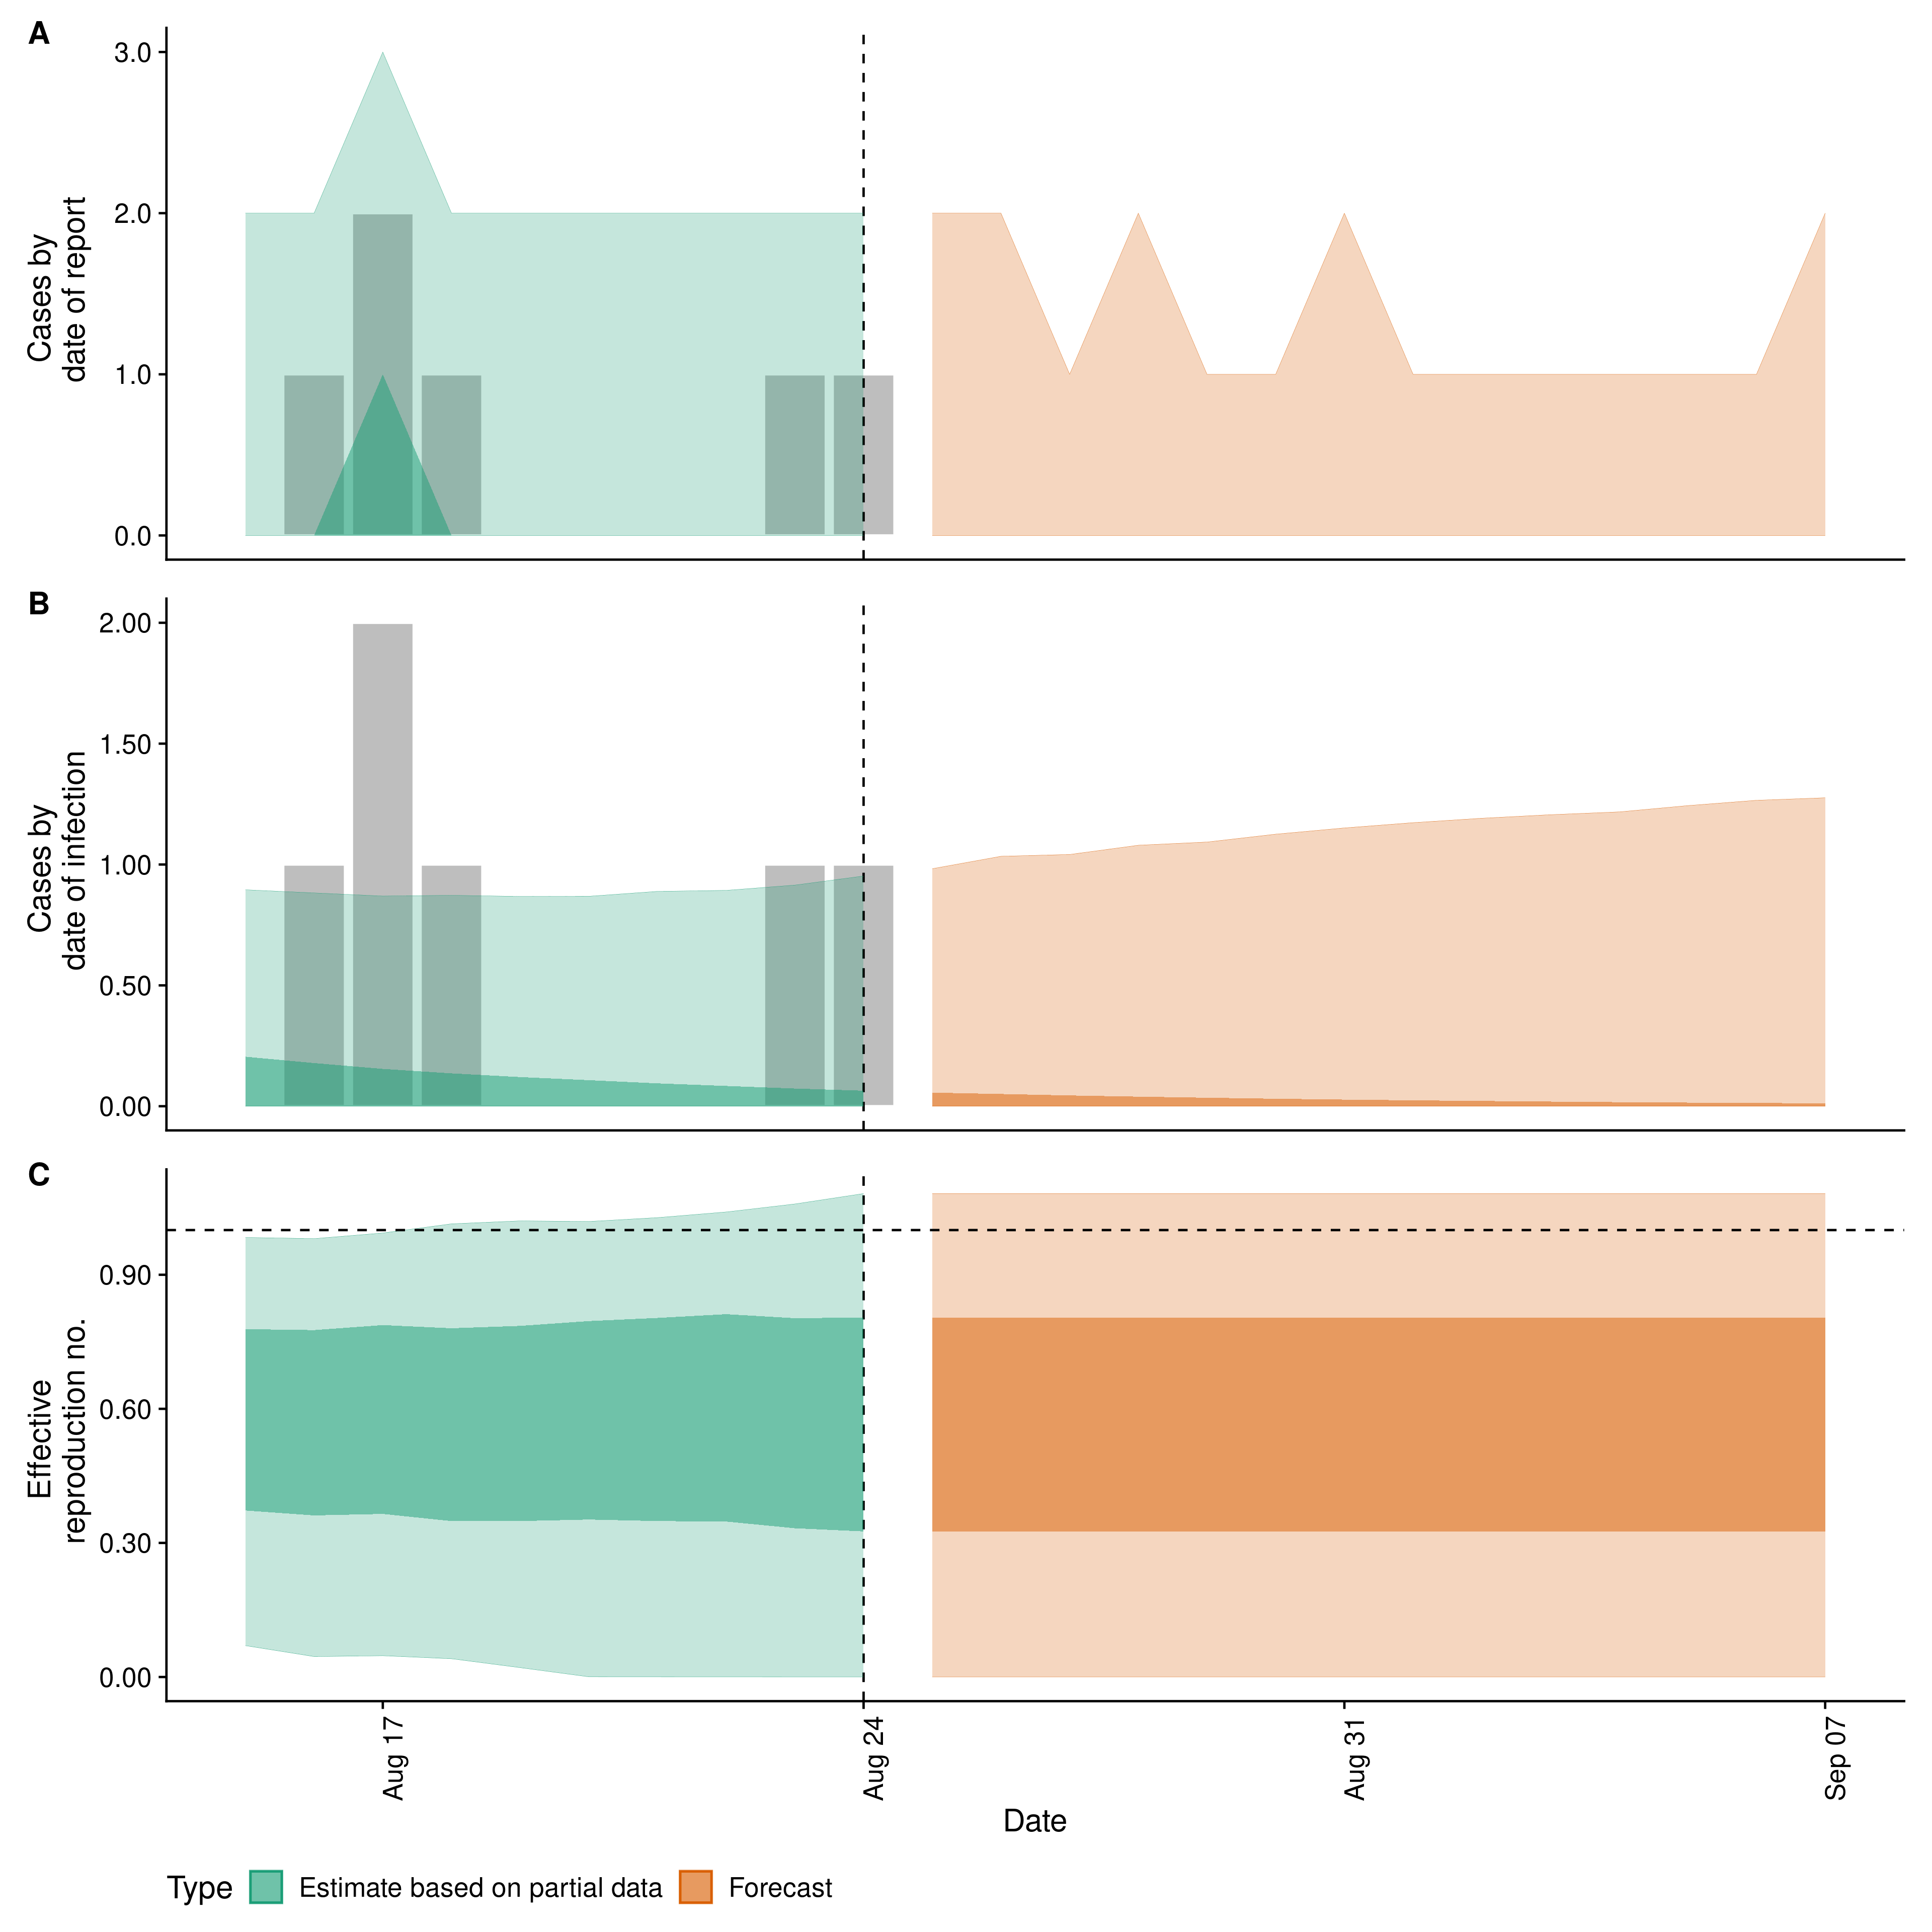 A
3.0
2.0
1.0
0.0
Cases by
date of report
B
2.00
1.50
1.00
0.50
0.00
Cases by
date of infection
C
0.90
0.60
0.30
0.00
Effective
reproduction no.
Aug 17
Aug 24
Aug 31
Sep 07
Date
Type
Estimate based on partial data
Forecast